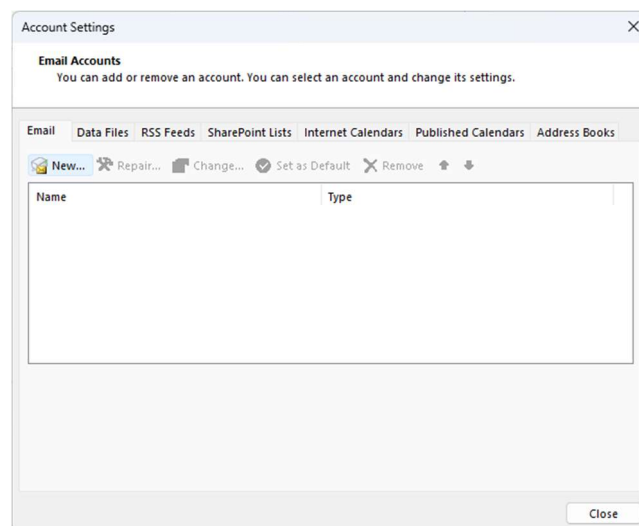 Account Settings
Email Accounts
You can add or remove an account. You can select an account and change its settings.
Email Data Files RSS Feeds SharePoint Lists Internet Calendars Published Calendars Address Books
New... Repair... Change... Set as Default Remove
Name Type
Close